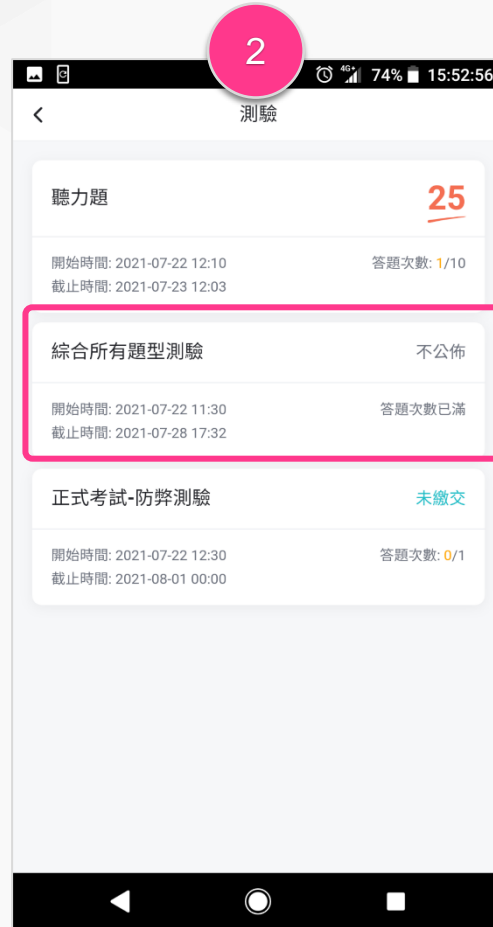 2
4G+ 74% 15:52:56
測驗
聽力題 25
開始時間: 2021-07-22 12:10 答題次數: 1/10
截止時間: 2021-07-23 12:03
綜合所有題型測驗 不公佈
開始時間: 2021-07-22 11:30 答題次數已滿
截止時間: 2021-07-28 17:32
正式考試-防弊測驗 未繳交
開始時間: 2021-07-22 12:30 答題次數: 0/1
截止時間: 2021-08-01 00:00